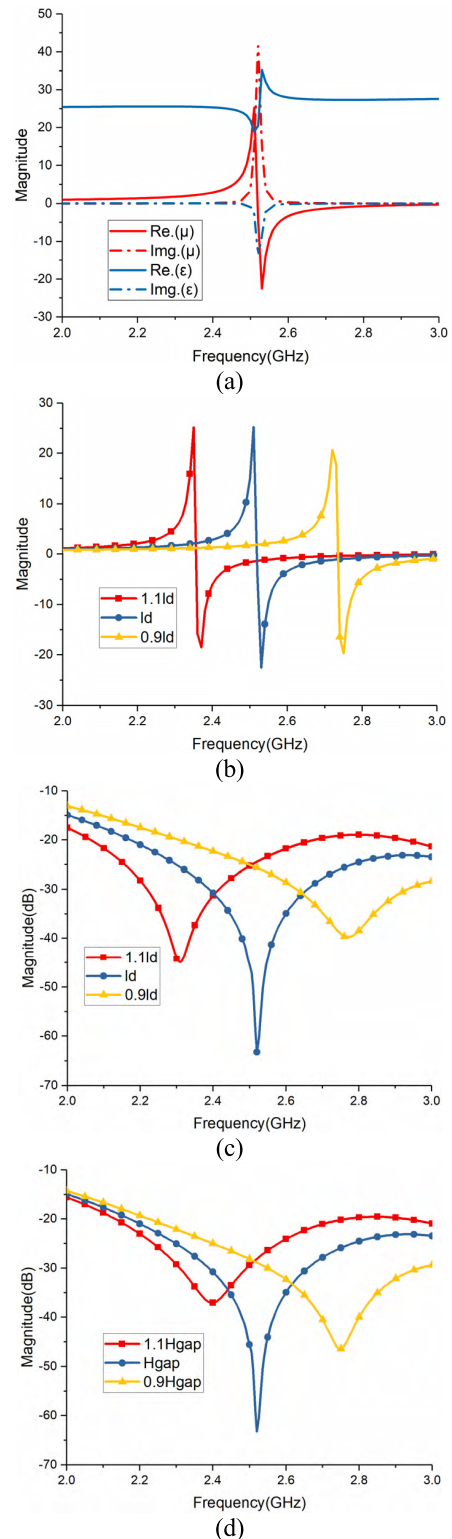 50
40
30
20
10
0
-10
-20
-30
Magnitude
Re.(μ)
Img.(μ)
Re.(ε)
Img.(ε)
2.0 2.2 2.4 2.6 2.8 3.0
Frequency(GHz)
(a)
30
20
10
0
-10
-20
-30
Magnitude
1.1ld
ld
0.9ld
2.0 2.2 2.4 2.6 2.8 3.0
Frequency(GHz)
(b)
-10
-20
-30
-40
-50
-60
-70
Magnitude(dB)
1.1ld
ld
0.9ld
2.0 2.2 2.4 2.6 2.8 3.0
Frequency(GHz)
(c)
-10
-20
-30
-40
-50
-60
-70
Magnitude(dB)
1.1Hgap
Hgap
0.9Hgap
2.0 2.2 2.4 2.6 2.8 3.0
Frequency(GHz)
(d)